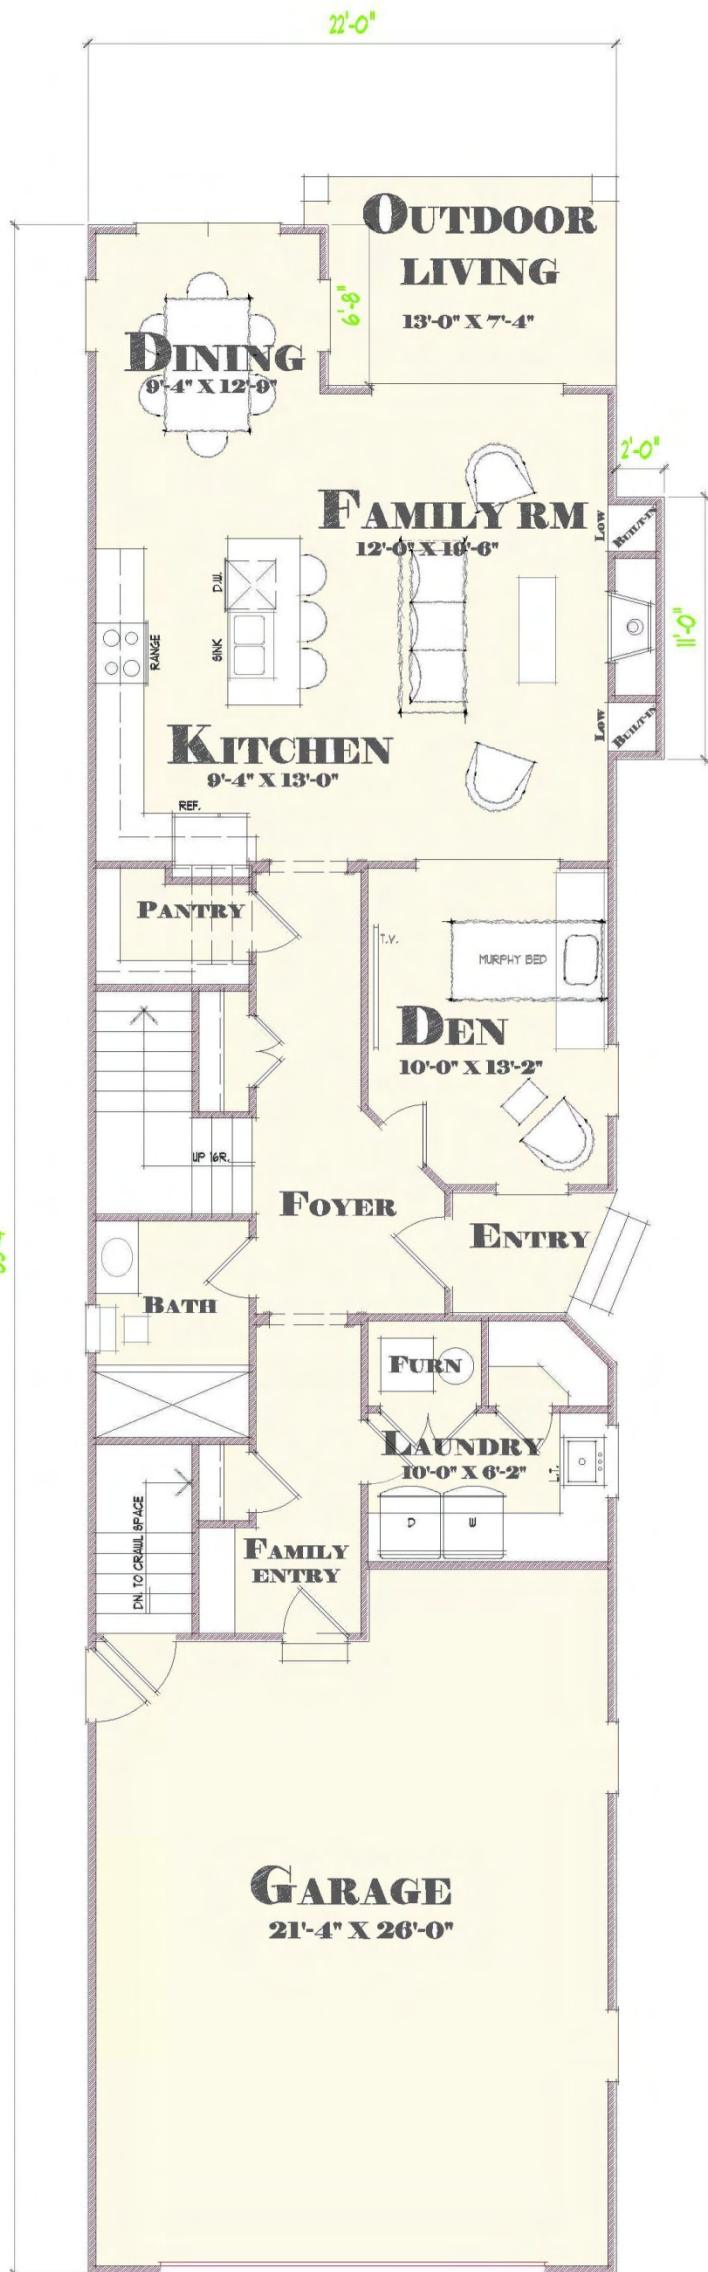 22'-0"
OUTDOOR
LIVING
13'-0" X 7'-4"
6'-8"
DINING
9'-4" X 12'-9"
2'-0"
FAMILY RM
12'-0" X 19'-6"
LOW
BUILT-IN
D.W.
SINK
RANGE
11'-0"
LOW
BUILT-IN
KITCHEN
9'-4" X 13'-0"
REF.
PANTRY
T.V.
MURPHY BED
DEN
10'-0" X 13'-2"
UP 16R.
FOYER
ENTRY
BATH
FURN
LAUNDRY
10'-0" X 6'-2"
L.T.
D
W
DN. TO CRAWL SPACE
FAMILY
ENTRY
GARAGE
21'-4" X 26'-0"